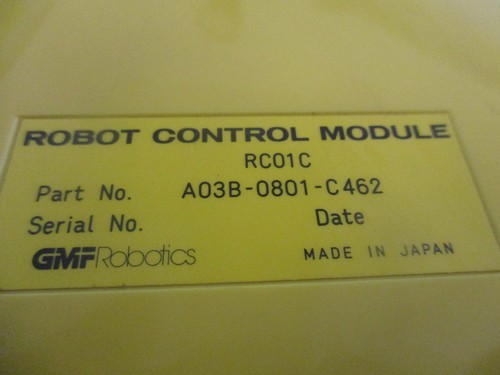 ROBOT CONTROL MODULE
RC01C
Part No. A03B-0801-C462
Serial No. Date
GMFRobotics MADE IN JAPAN